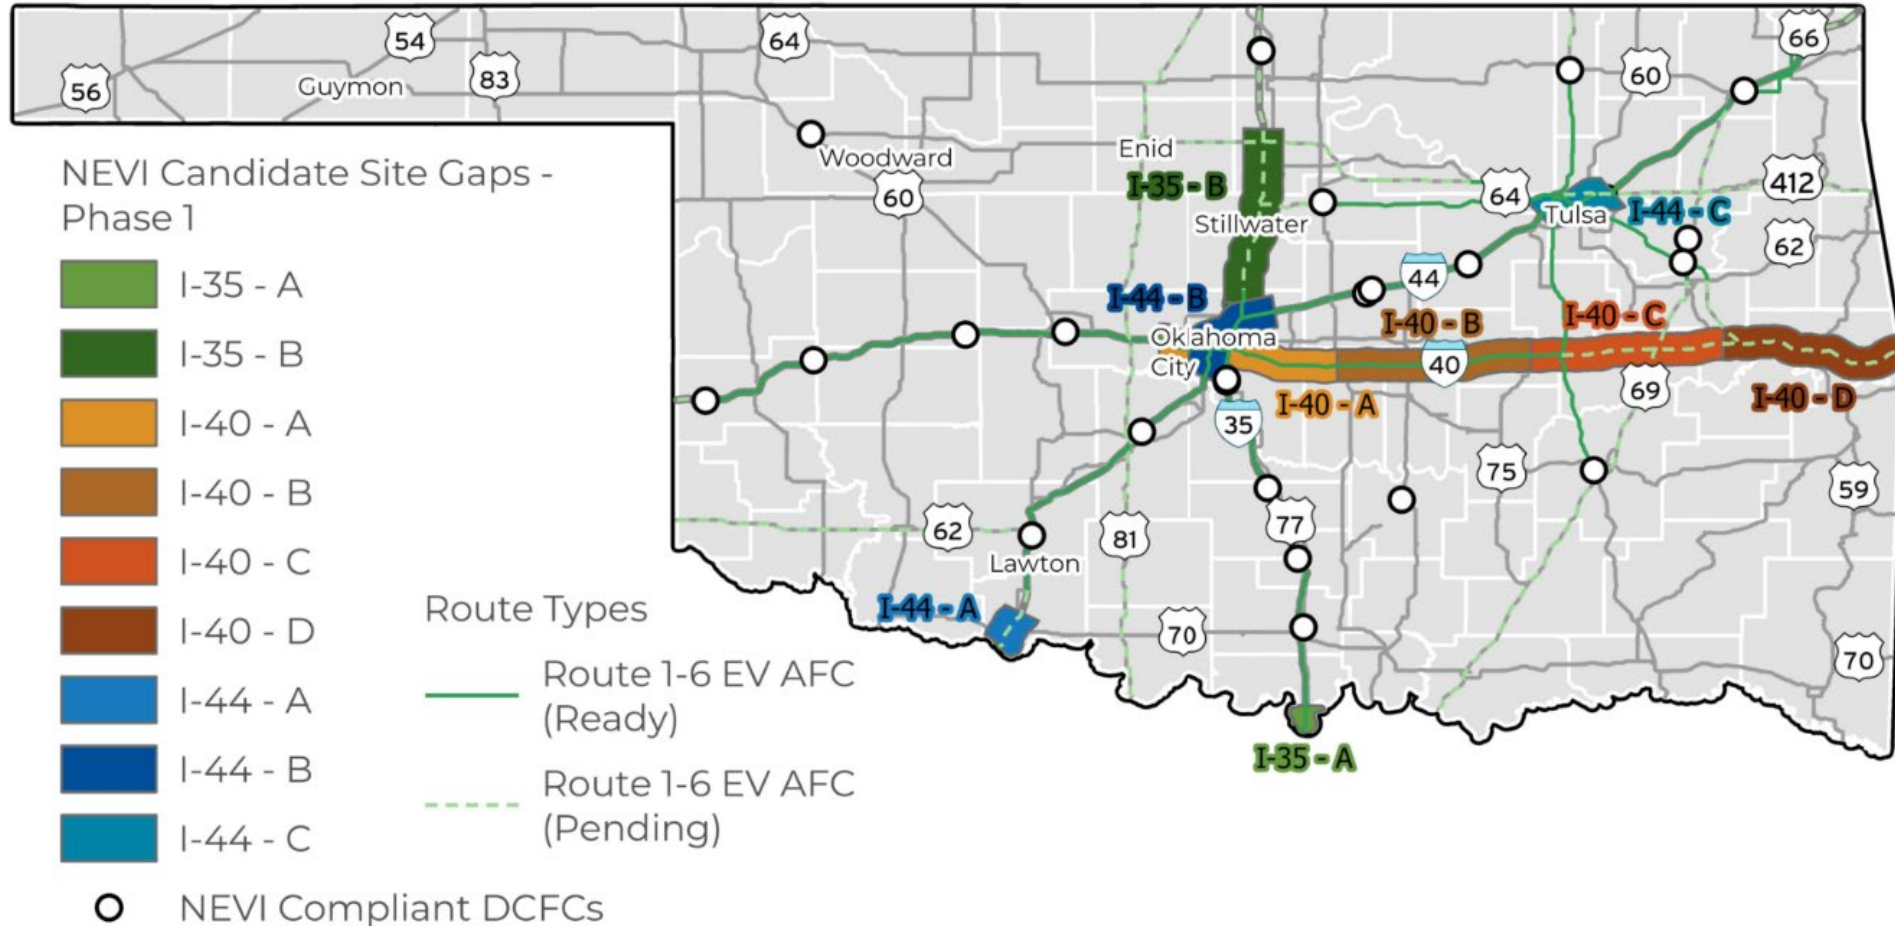 54
64
66
56
Guymon
83
60
Woodward
Enid
412
60
I-35 - B
64
Stillwater
Tulsa
I-44 - C
62
44
I-44 - B
I-40 - B
I-40 - C
Oklahoma
City
40
69
I-40 - A
I-40 - D
35
75
59
77
62
81
Lawton
I-44 - A
70
70
I-35 - A
NEVI Candidate Site Gaps -
Phase 1
I-35 - A
I-35 - B
I-40 - A
I-40 - B
I-40 - C
I-40 - D
I-44 - A
I-44 - B
I-44 - C
NEVI Compliant DCFCs
Route Types
Route 1-6 EV AFC
(Ready)
Route 1-6 EV AFC
(Pending)